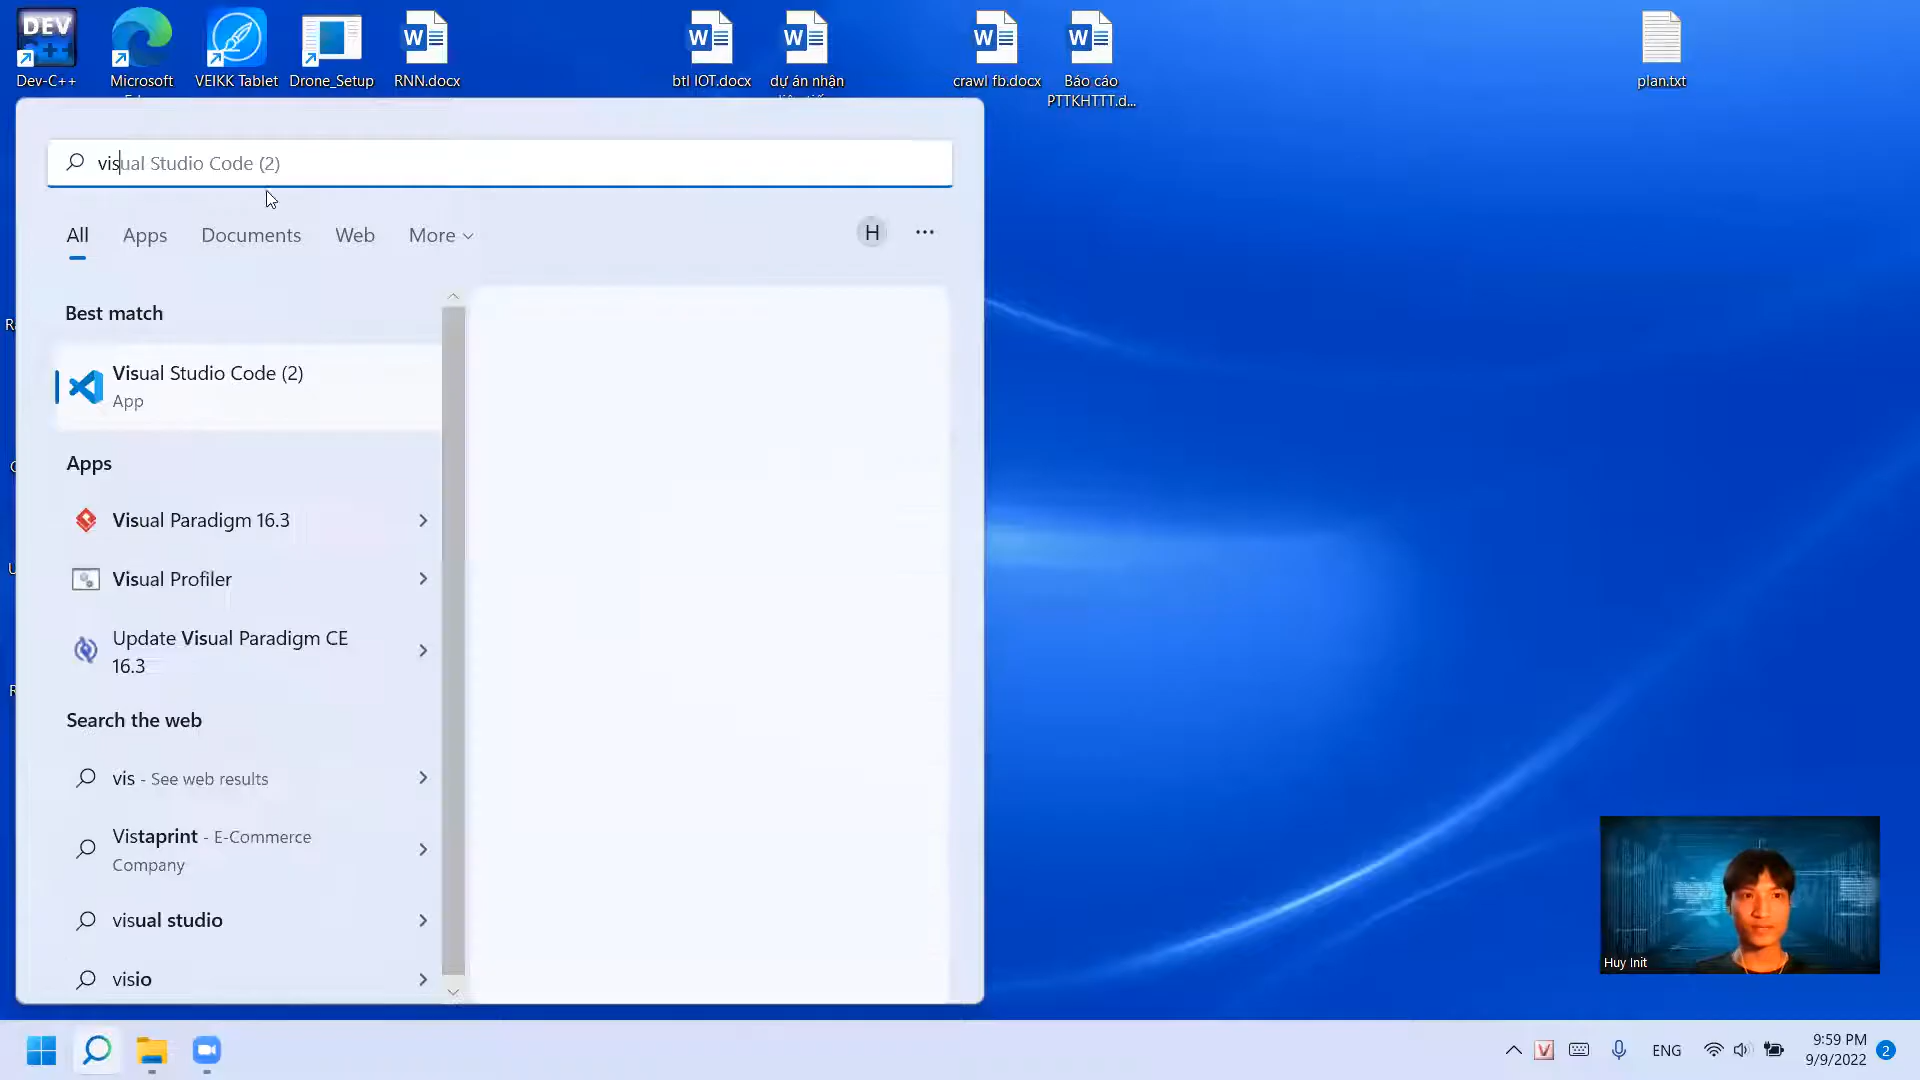 DEV
C++
Dev-C++
Microsoft
VEIKK Tablet
Drone_Setup
RNN.docx
btl IOT.docx
dự án nhận
crawl fb.docx
Báo cáo
PTTKHTTT.d...
plan.txt
visual Studio Code (2)
All
Apps
Documents
Web
More
H
Best match
Visual Studio Code (2)
App
Apps
Visual Paradigm 16.3
Visual Profiler
Update Visual Paradigm CE
16.3
Search the web
vis - See web results
Vistaprint - E-Commerce
Company
visual studio
visio
Huy Init
ENG
9:59 PM
9/9/2022
2